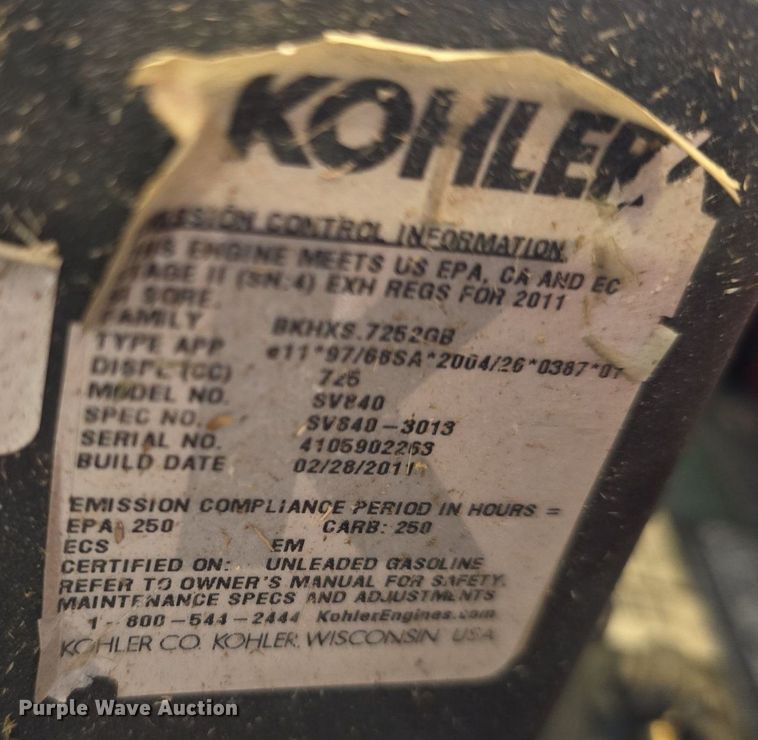 KOHLER
CONTROL INFORMATION
ENGINE MEETS US EPA, CA AND EC
II (SN:4) EXH REGS FOR 2011
SORE.
FAMILY BKHXS.7252GB
TYPE APP e11*97/68SA*2004/26*0387*01
DISPL (CC) 725
MODEL NO. SV840
SPEC NO. SV840-3013
SERIAL NO. 4105902263
BUILD DATE 02/28/2011
EMISSION COMPLIANCE PERIOD IN HOURS =
EPA: 250 CARB: 250
ECS EM
CERTIFIED ON: UNLEADED GASOLINE
REFER TO OWNER'S MANUAL FOR SAFETY,
MAINTENANCE SPECS AND ADJUSTMENTS
1-800-544-2444 KohlerEngines.com
KOHLER CO. KOHLER, WISCONSIN USA
Purple Wave Auction